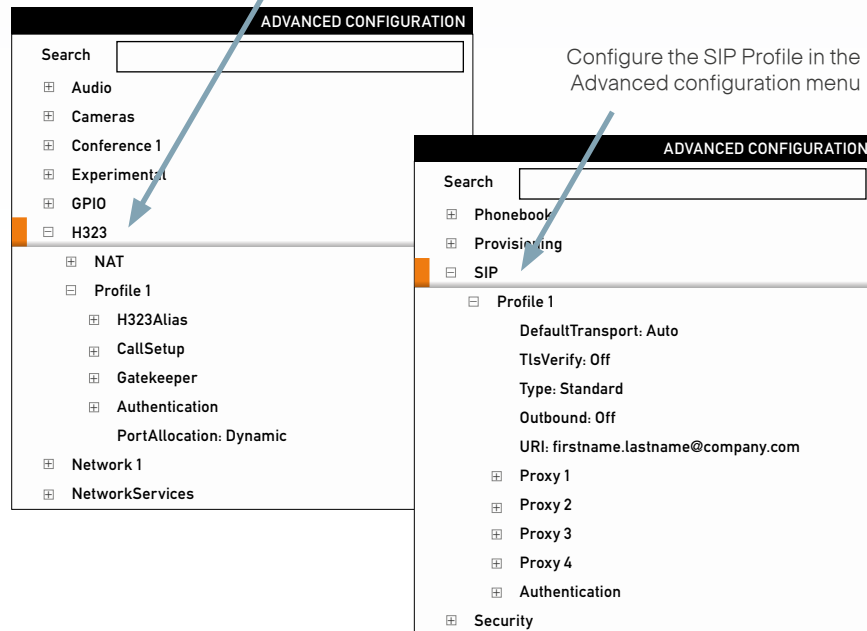 ADVANCED CONFIGURATION
Search
Audio
Cameras
Conference 1
Experimental
GPIO
H323
NAT
Profile 1
H323Alias
CallSetup
Gatekeeper
Authentication
PortAllocation: Dynamic
Network 1
NetworkServices
Configure the SIP Profile in the
Advanced configuration menu
ADVANCED CONFIGURATION
Search
Phonebook
Provisioning
SIP
Profile 1
DefaultTransport: Auto
TlsVerify: Off
Type: Standard
Outbound: Off
URI: firstname.lastname@company.com
Proxy 1
Proxy 2
Proxy 3
Proxy 4
Authentication
Security